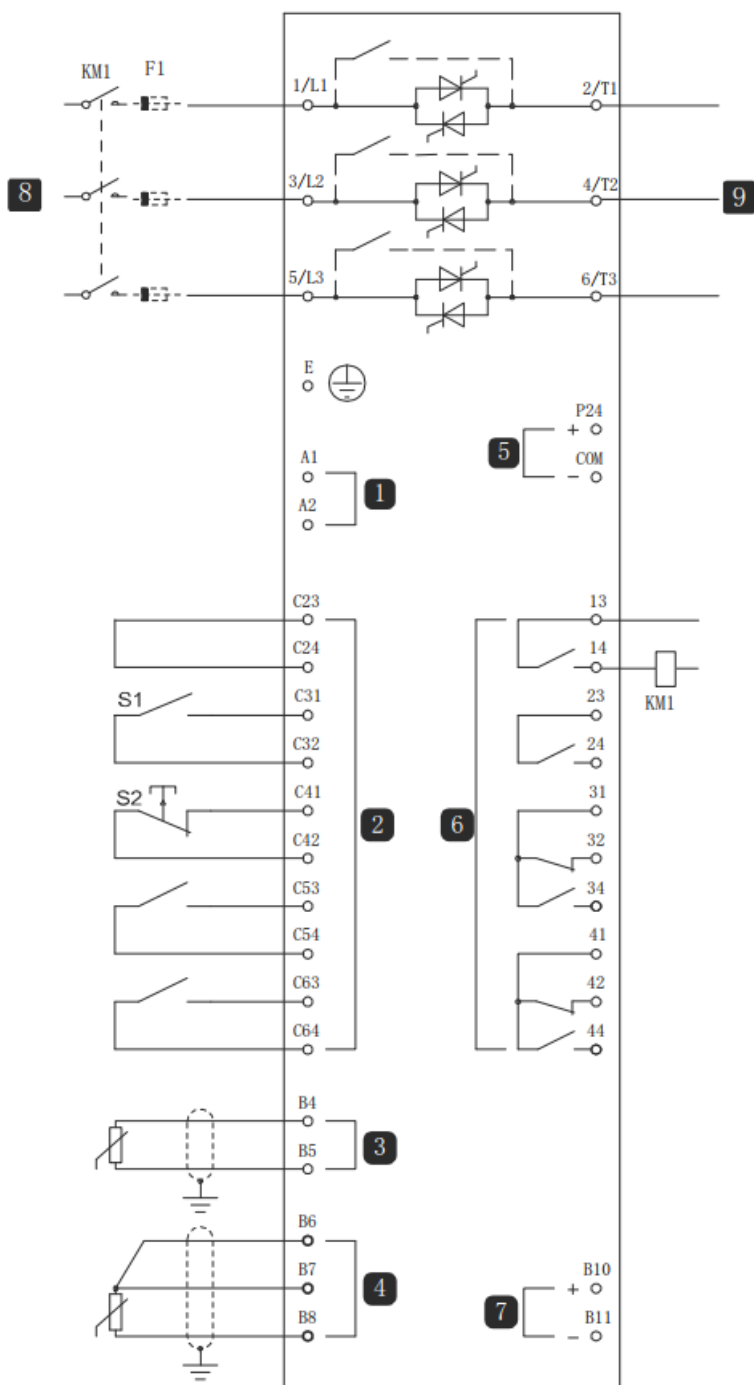 KM1 F1
1/L1 2/T1
8 3/L2 4/T2 9
5/L3 6/T3
E
P24
+
5 COM
-
A1
1
A2
C23 13
C24 14
KM1
S1 C31 23
C32 24
S2 C41 31
2 6
C42 32
C53 34
C54 41
C63 42
C64 44
B4
3
B5
B6
B7 B10
+
4 7
B8 B11
-